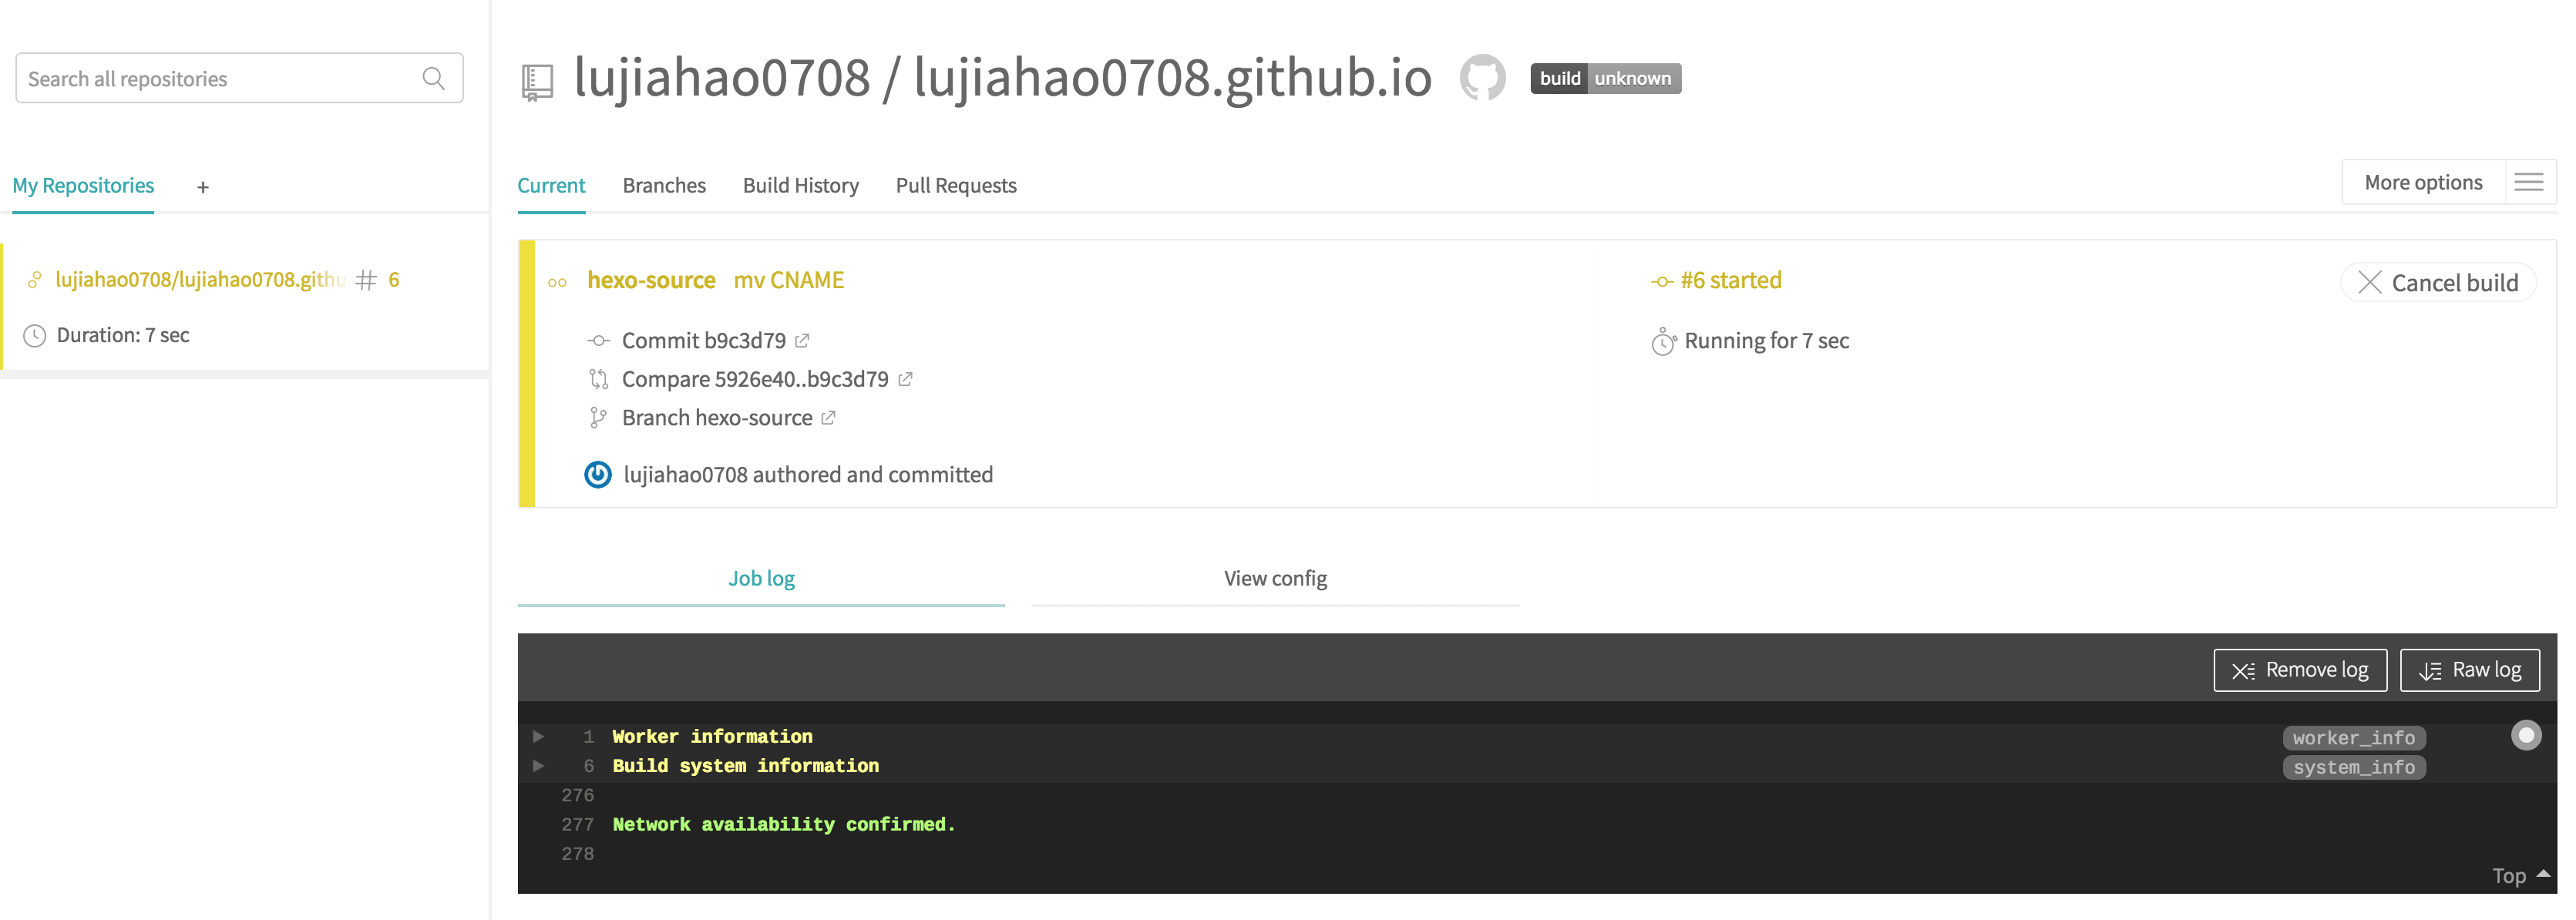 Search all repositories
My Repositories +
lujiahao0708/lujiahao0708.githu # 6
Duration: 7 sec
lujiahao0708 / lujiahao0708.github.io build unknown
Current Branches Build History Pull Requests More options
hexo-source mv CNAME #6 started Cancel build
Commit b9c3d79 Running for 7 sec
Compare 5926e40..b9c3d79
Branch hexo-source
lujiahao0708 authored and committed
Job log View config
Remove log Raw log
1 Worker information worker_info
6 Build system information system_info
276
277 Network availability confirmed.
278
Top